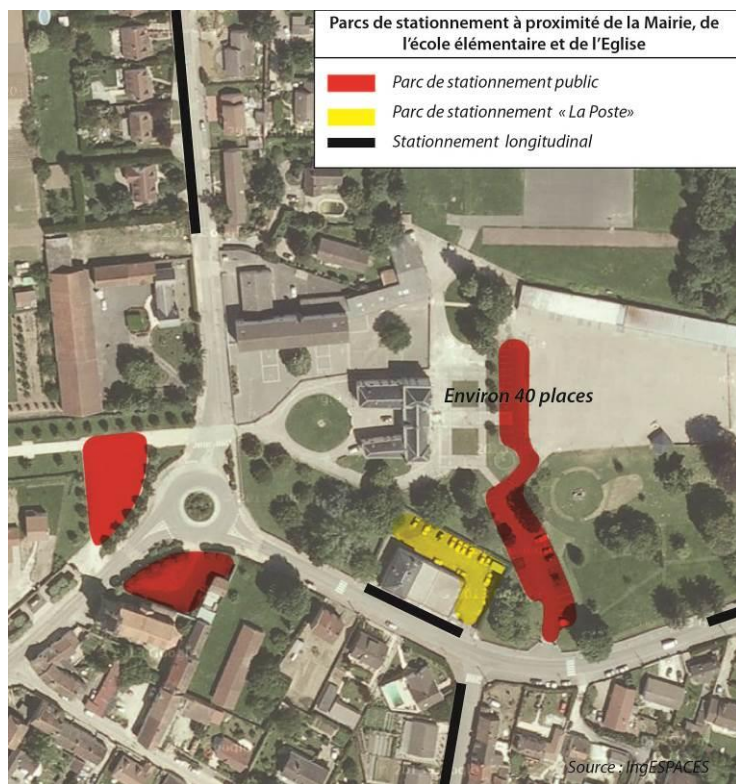 Parcs de stationnement à proximité de la Mairie, de
l'école élémentaire et de l'Eglise
Parc de stationnement public
Parc de stationnement « La Poste»
Stationnement longitudinal
Environ 40 places
Source : IngESPACES